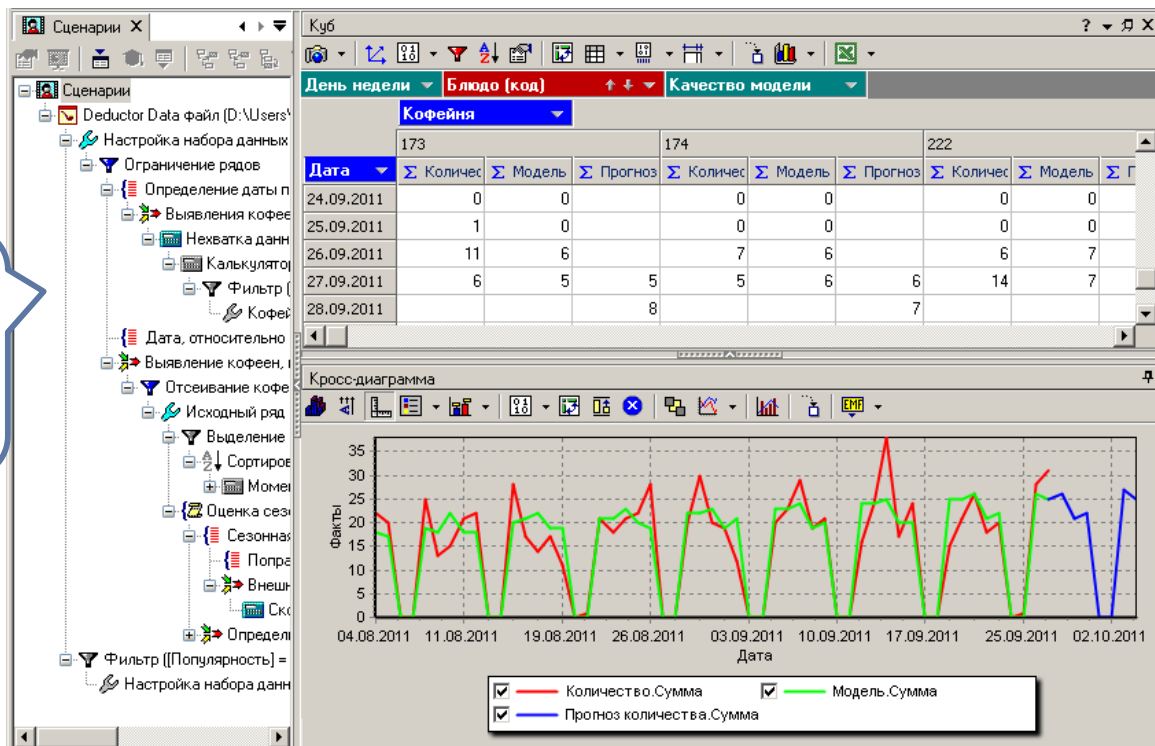 Сценарии
Сценарии
Deductor Data файл (D:\Users\
Настройка набора данных
Ограничение рядов
Определение даты п
Выявления кофее
Нехватка данн
Калькулятор
Фильтр (
Кофей
Дата, относительно
Выявление кофеен, 
Отсеивание кофе
Исходный ряд
Выделение
Сортиров
Момен
Оценка сезо
Сезонная
Попра
Внешн
Ско
Определ
Фильтр ([Популярность] =
Настройка набора данн
Куб
День недели Блюдо (код) Качество модели
Кофейня
173 174 222
Дата Σ Количес Σ Модель Σ Прогноз Σ Количес Σ Модель Σ Прогноз Σ Количес Σ Модель Σ П
24.09.2011 0 0 0 0 0 0
25.09.2011 1 0 0 0 0 0
26.09.2011 11 6 7 6 6 7
27.09.2011 6 5 5 5 6 6 14 7
28.09.2011 8 7
Кросс-диаграмма
EMF
35
30
25
20
15
10
5
0
Факты
04.08.2011 11.08.2011 19.08.2011 26.08.2011 03.09.2011 10.09.2011 17.09.2011 25.09.2011 02.10.2011
Дата
Количество.Сумма Модель.Сумма
Прогноз количества.Сумма